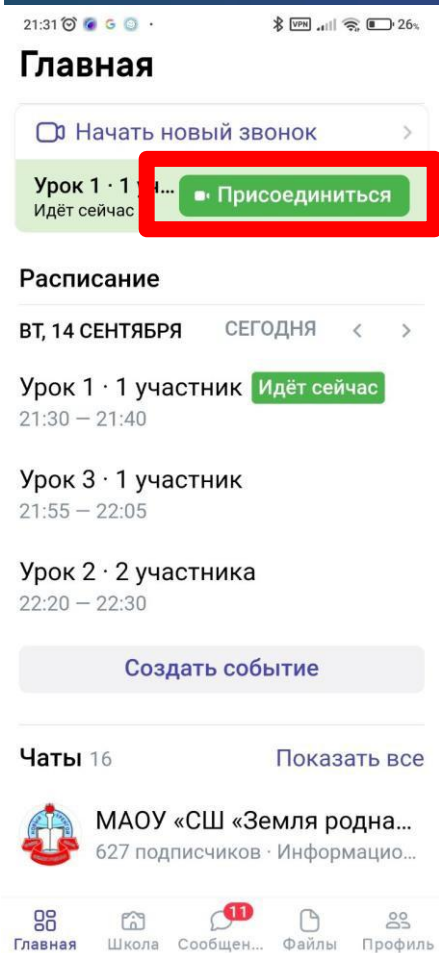 21:31
VPN
26%
Главная
Начать новый звонок
Урок 1 · 1 уч...
Присоединиться
Идёт сейчас
Расписание
ВТ, 14 СЕНТЯБРЯ СЕГОДНЯ
Урок 1 · 1 участник Идёт сейчас
21:30 — 21:40
Урок 3 · 1 участник
21:55 — 22:05
Урок 2 · 2 участника
22:20 — 22:30
Создать событие
Чаты 16 Показать все
МАОУ «СШ «Земля родна...
627 подписчиков · Информацио...
11
Главная Школа Сообщен... Файлы Профиль